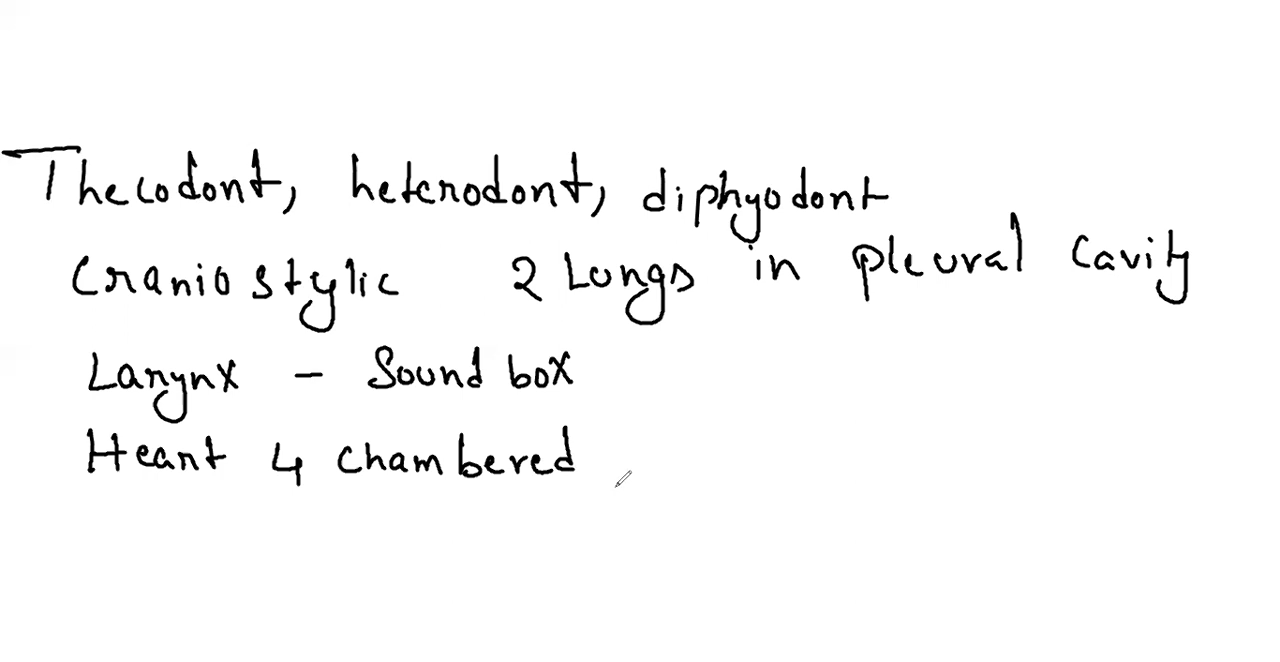 Thecodont, heterodont, diphyodont
Craniostylic 2 Lungs in pleural cavity
Larynx - Sound box
Heart 4 chambered